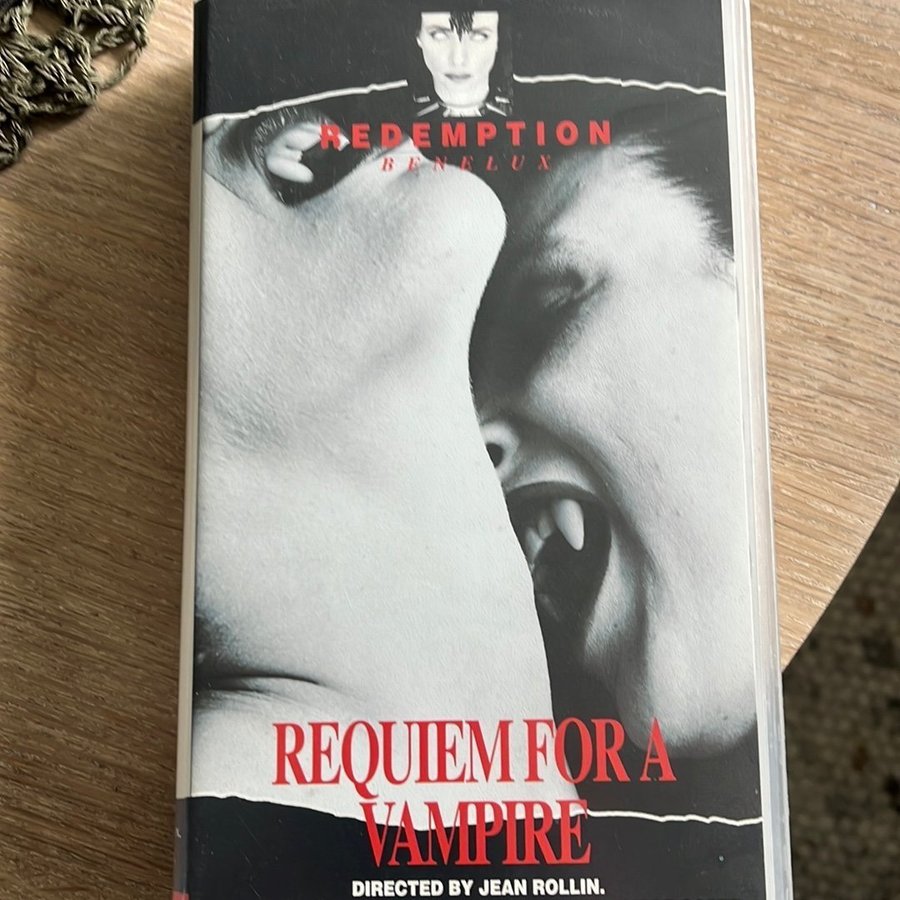 REDEMPTION
BENELUX
REQUIEM FOR A
VAMPIRE
DIRECTED BY JEAN ROLLIN.